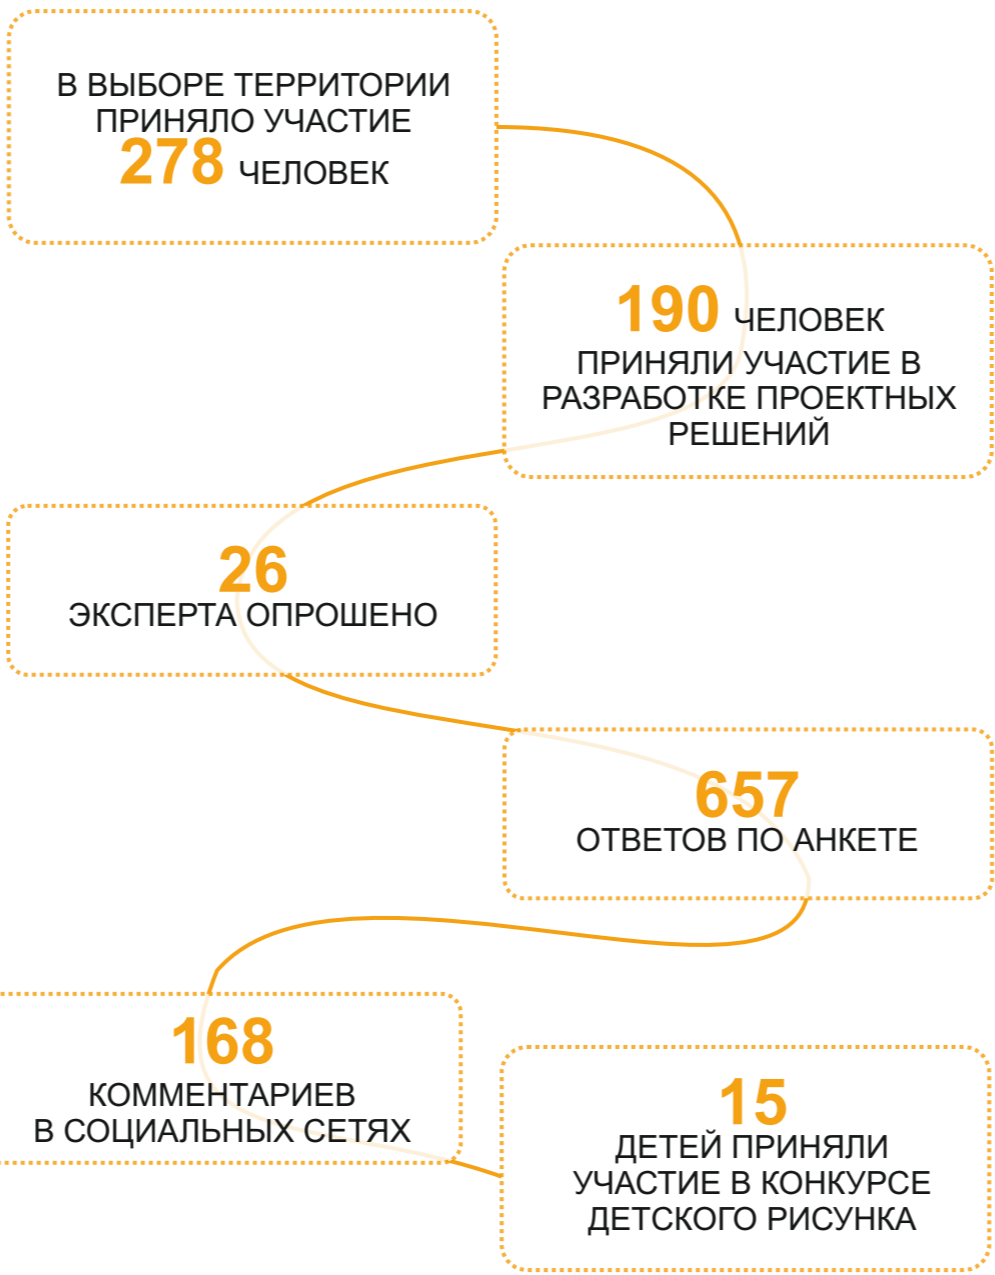 В ВЫБОРЕ ТЕРРИТОРИИ
ПРИНЯЛО УЧАСТИЕ
278 ЧЕЛОВЕК
190 ЧЕЛОВЕК
ПРИНЯЛИ УЧАСТИЕ В
РАЗРАБОТКЕ ПРОЕКТНЫХ
РЕШЕНИЙ
26
ЭКСПЕРТА ОПРОШЕНО
657
ОТВЕТОВ ПО АНКЕТЕ
168
КОММЕНТАРИЕВ
В СОЦИАЛЬНЫХ СЕТЯХ
15
ДЕТЕЙ ПРИНЯЛИ
УЧАСТИЕ В КОНКУРСЕ
ДЕТСКОГО РИСУНКА